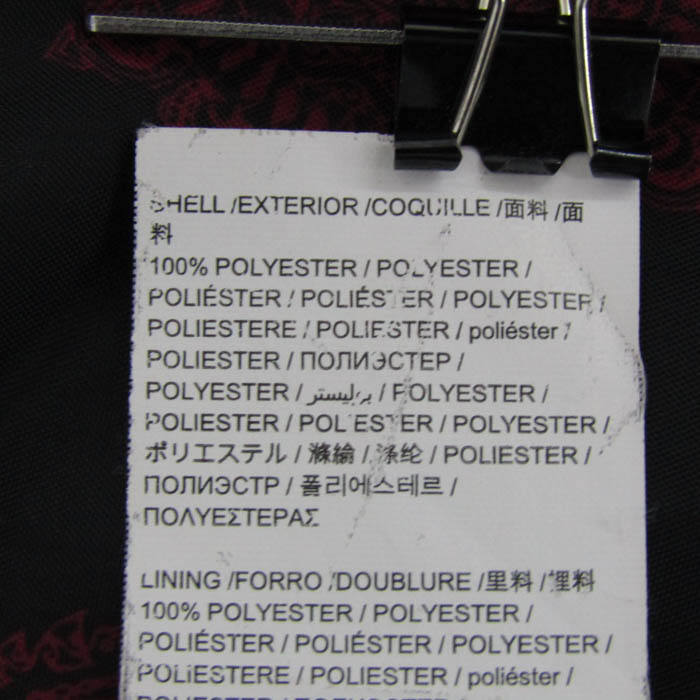 SHELL /EXTERIOR /COQUILLE /面料 /面
料
100% POLYESTER / POLYESTER /
POLIÉSTER / POLIÉSTER / POLYESTER /
POLIESTERE / POLIESTER / poliéster /
POLIESTER / ПОЛИЭСТЕР /
POLYESTER / بوليستر / POLYESTER /
POLIESTER / POLYESTER / POLYESTER /
ポリエステル / 滌綸 / 涤纶 / POLIESTER /
ПОЛИЭСТР / 폴리에스테르 /
ΠΟΛΥΕΣΤΕΡΑΣ
LINING /FORRO /DOUBLURE /里料 /裡料
100% POLYESTER / POLYESTER /
POLIÉSTER / POLIÉSTER / POLYESTER /
POLIESTERE / POLIESTER / poliéster /